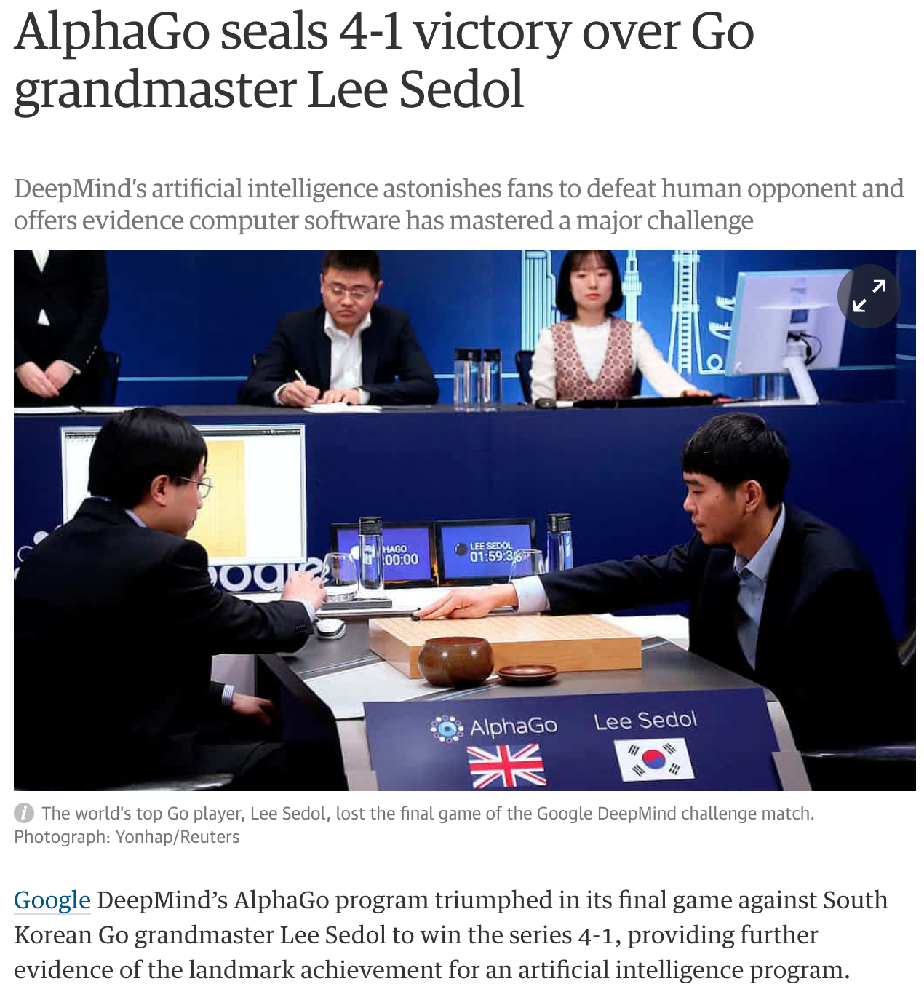 AlphaGo seals 4-1 victory over Go
grandmaster Lee Sedol
DeepMind's artificial intelligence astonishes fans to defeat human opponent and
offers evidence computer software has mastered a major challenge
HAGO
:00:00
LEE SEDOL
01:59:3
AlphaGo
Lee Sedol
The world's top Go player, Lee Sedol, lost the final game of the Google DeepMind challenge match.
Photograph: Yonhap/Reuters
Google DeepMind’s AlphaGo program triumphed in its final game against South
Korean Go grandmaster Lee Sedol to win the series 4-1, providing further
evidence of the landmark achievement for an artificial intelligence program.